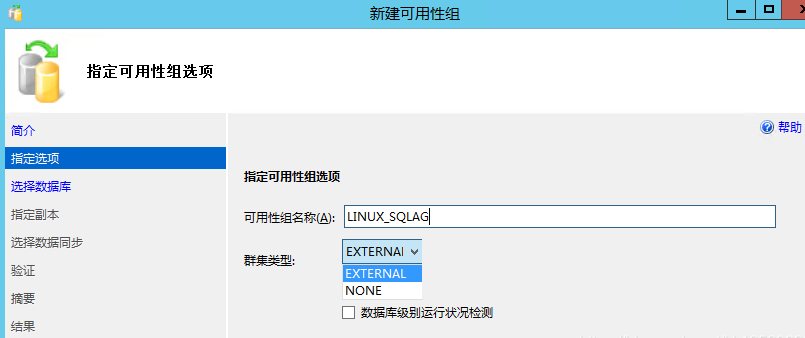 新建可用性组
指定可用性组选项
简介
帮助
指定选项
指定可用性组选项
选择数据库
可用性组名称(A):
LINUX_SQLAG
指定副本
选择数据同步
群集类型:
EXTERNAL
EXTERNAL
NONE
验证
摘要
数据库级别运行状况检测
结果